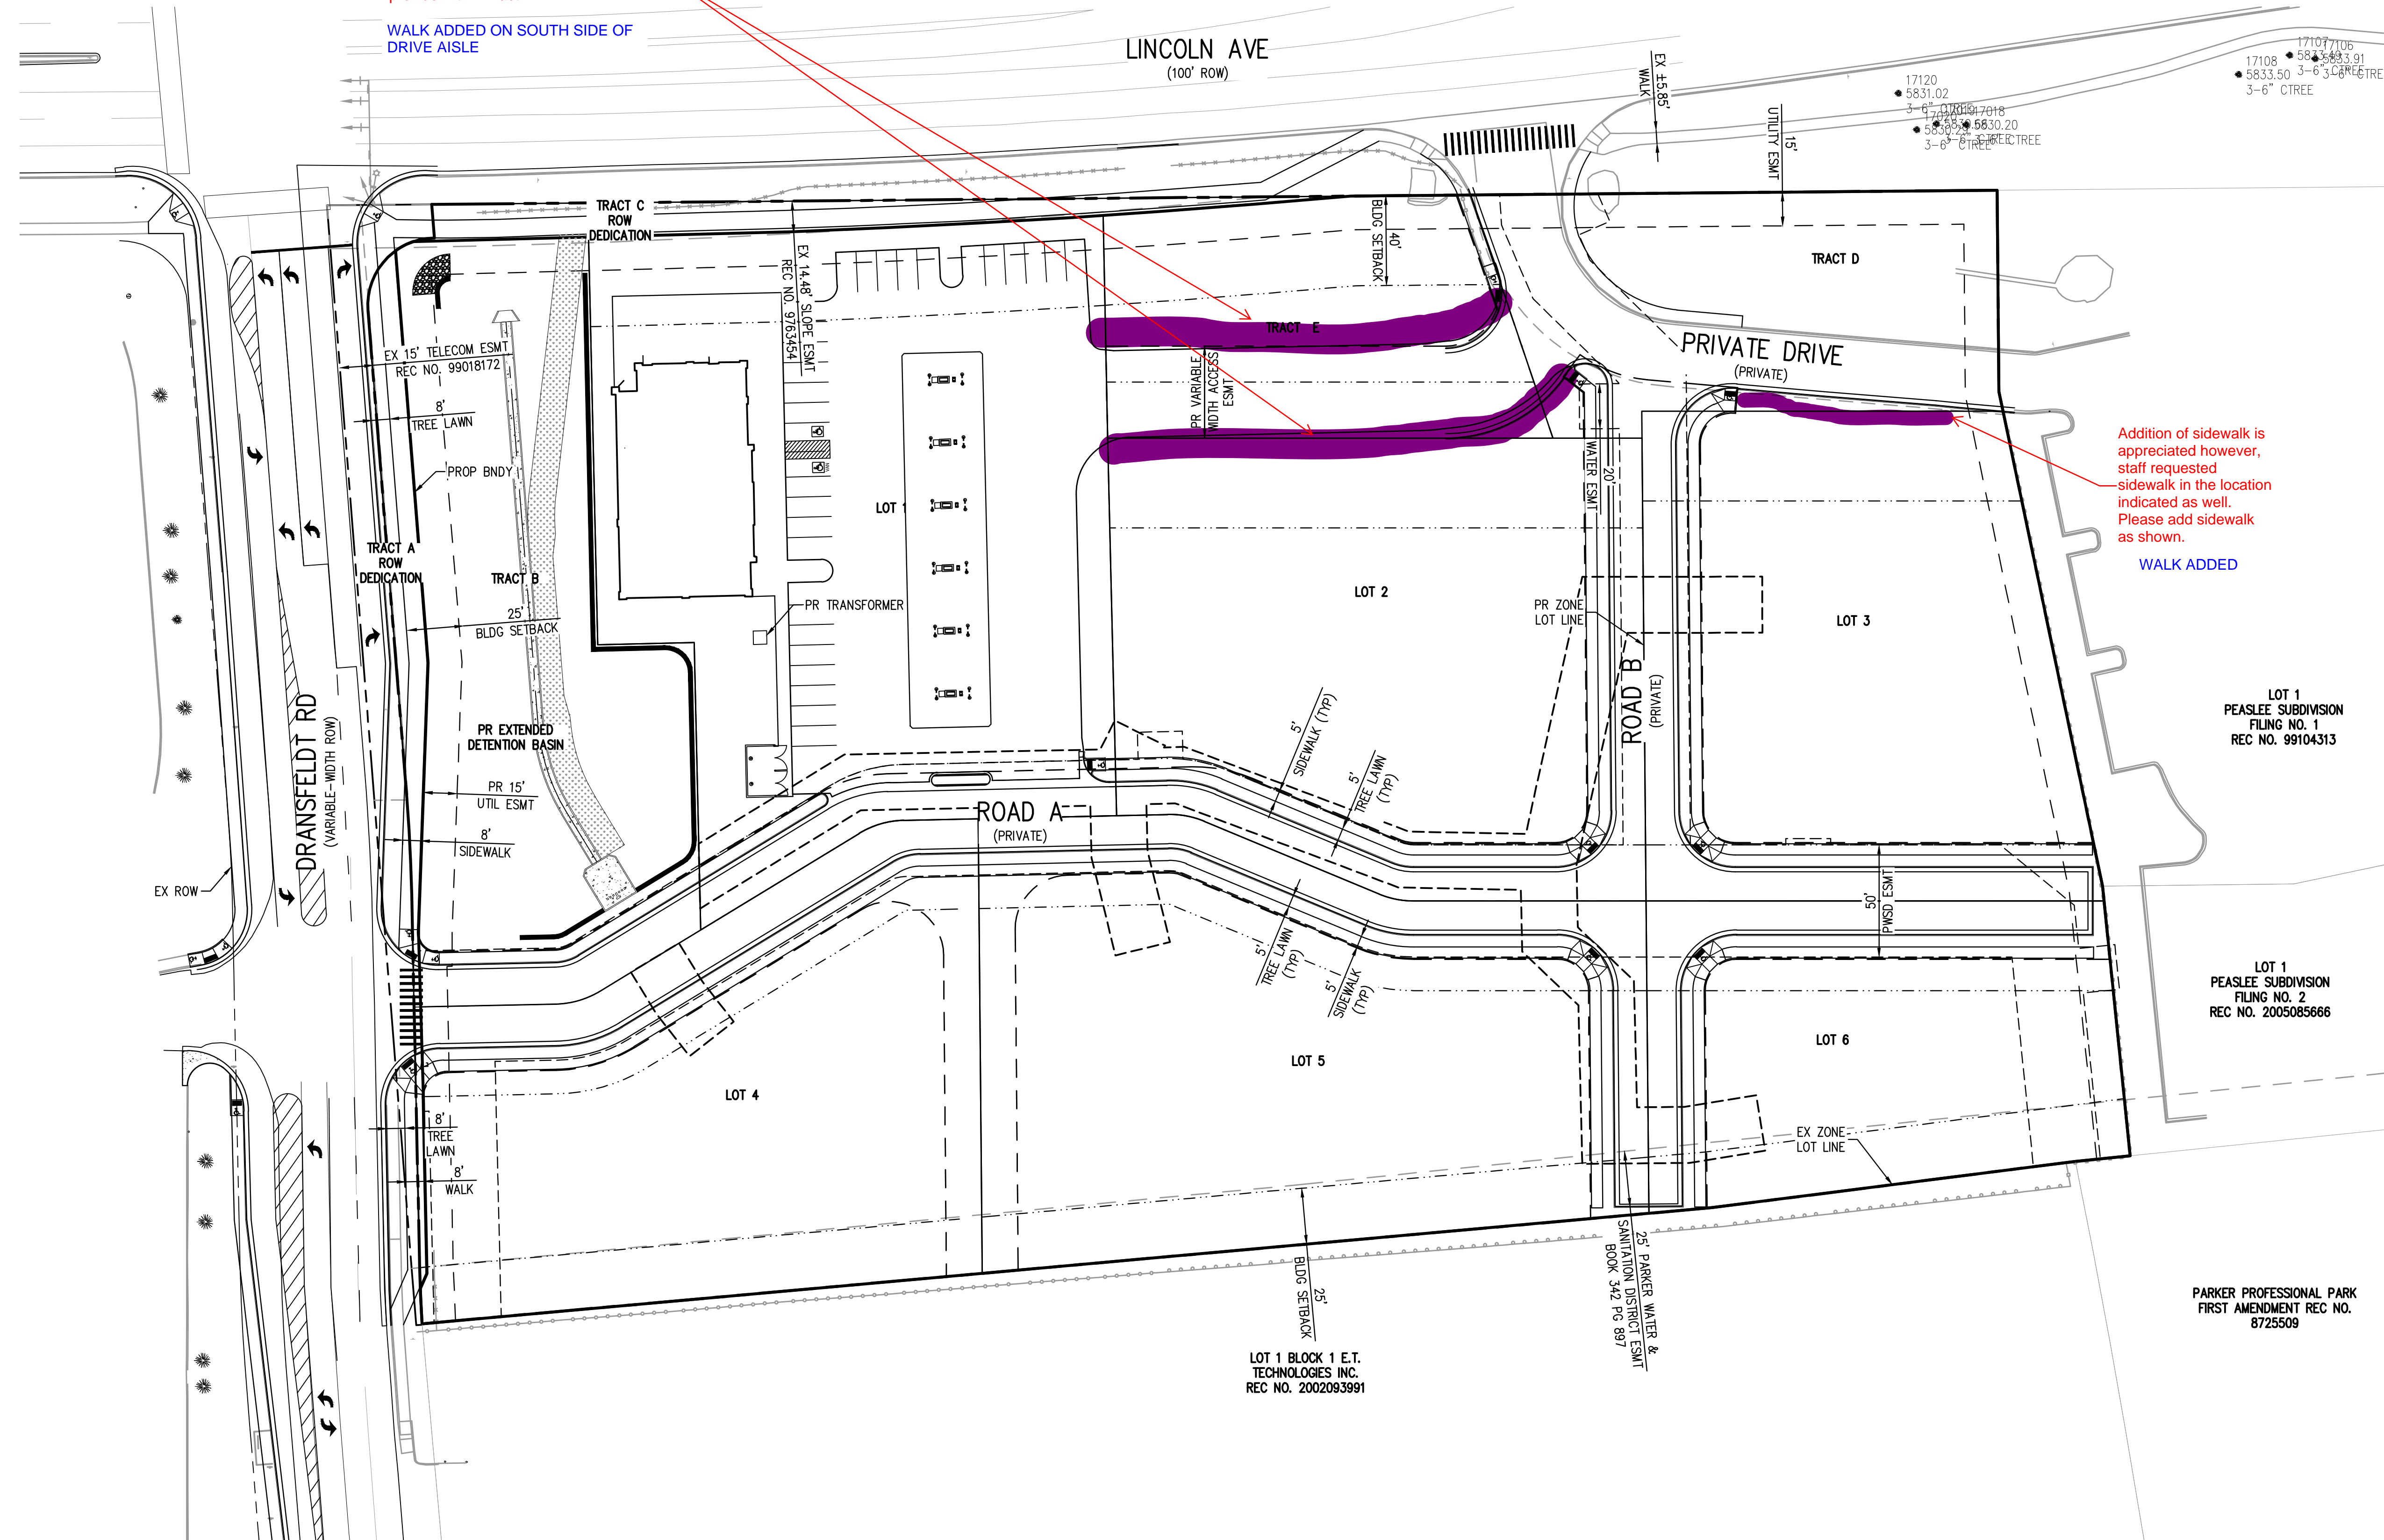 WALK ADDED ON SOUTH SIDE OF
DRIVE AISLE
LINCOLN AVE
(100' ROW)
EX ±5.85'
WALK
15'
UTILITY ESMT
17120
5831.02
3-6" CTREE
17018
5830.20
17108
5833.50
3-6" CTREE
17107
17106
5833.91
TRACT C
ROW
DEDICATION
40'
BLDG SETBACK
TRACT D
EX 14.48' SLOPE ESMT
REC NO. 9763454
TRACT E
EX 15' TELECOM ESMT
REC NO. 99018172
8'
TREE LAWN
PR VARIABLE
WIDTH ACCESS
ESMT
PRIVATE DRIVE
(PRIVATE)
PROP BNDY
20'
WATER ESMT
Addition of sidewalk is
appreciated however,
staff requested
sidewalk in the location
indicated as well.
Please add sidewalk
as shown.
WALK ADDED
LOT 1
TRACT A
ROW
DEDICATION
TRACT B
25'
BLDG SETBACK
PR TRANSFORMER
LOT 2
PR ZONE
LOT LINE
LOT 3
ROAD B
(PRIVATE)
DRANSFELDT RD
(VARIABLE-WIDTH ROW)
PR EXTENDED
DETENTION BASIN
5'
SIDEWALK (TYP)
5'
TREE LAWN
(TYP)
LOT 1
PEASLEE SUBDIVISION
FILING NO. 1
REC NO. 99104313
PR 15'
UTIL ESMT
8'
SIDEWALK
ROAD A
(PRIVATE)
EX ROW
50'
PWSD ESMT
5'
TREE LAWN
(TYP)
5'
SIDEWALK
(TYP)
LOT 1
PEASLEE SUBDIVISION
FILING NO. 2
REC NO. 2005085666
LOT 4
LOT 5
LOT 6
8'
TREE
LAWN
8'
WALK
EX ZONE
LOT LINE
25'
BLDG SETBACK
25' PARKER WATER &
SANITATION DISTRICT ESMT
BOOK 342 PG 897
PARKER PROFESSIONAL PARK
FIRST AMENDMENT REC NO.
8725509
LOT 1 BLOCK 1 E.T.
TECHNOLOGIES INC.
REC NO. 2002093991